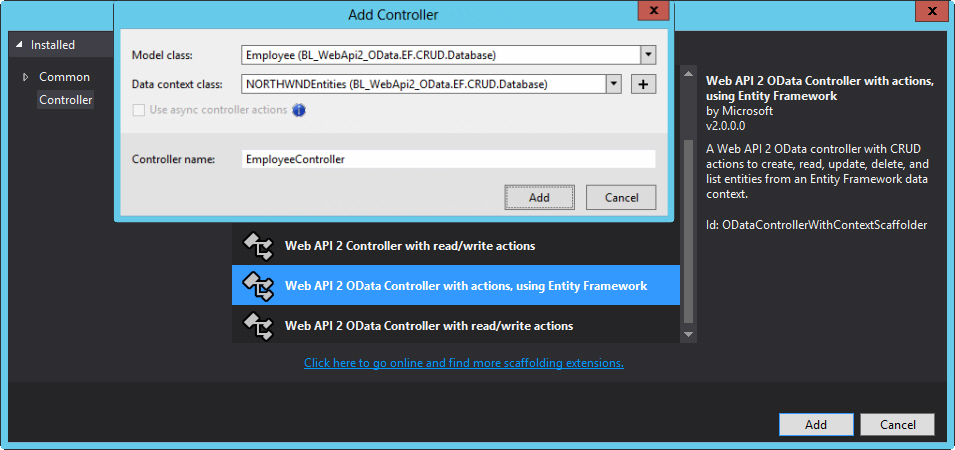 Add Controller
Model class:
Employee (BL_WebApi2_OData.EF.CRUD.Database)
Data context class:
NORTHWNDEntities (BL_WebApi2_OData.EF.CRUD.Database)
Use async controller actions
Controller name:
EmployeeController
Add
Cancel
Installed
Common
Controller
Web API 2 Controller with read/write actions
Web API 2 OData Controller with actions, using Entity Framework
Web API 2 OData Controller with read/write actions
Click here to go online and find more scaffolding extensions.
Web API 2 OData Controller with actions,
using Entity Framework
by Microsoft
v2.0.0.0
A Web API 2 OData controller with CRUD
actions to create, read, update, delete, and
list entities from an Entity Framework data
context.
Id: ODataControllerWithContextScaffolder
Add
Cancel